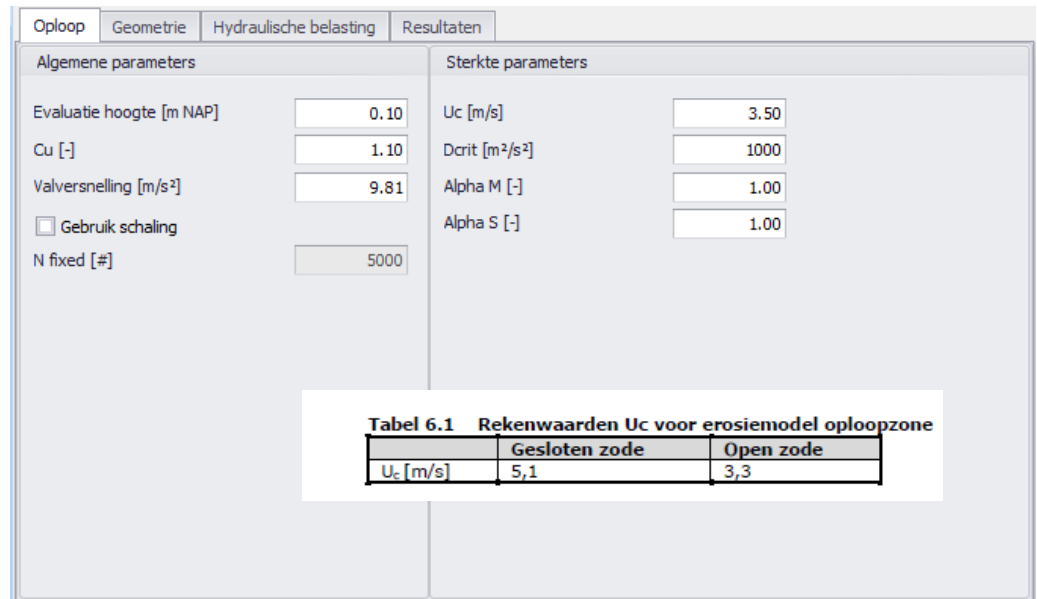 Oploop Geometrie Hydraulische belasting Resultaten
Algemene parameters
Evaluatie hoogte [m NAP] 0.10
Cu [-] 1.10
Valversnelling [m/s²] 9.81
Gebruik schaling
N fixed [#] 5000
Sterkte parameters
Uc [m/s] 3.50
Dcrit [m²/s²] 1000
Alpha M [-] 1.00
Alpha S [-] 1.00
Tabel 6.1 Rekenwaarden Uc voor erosiemodel oploopzone
Gesloten zode Open zode
Uc [m/s] 5,1 3,3